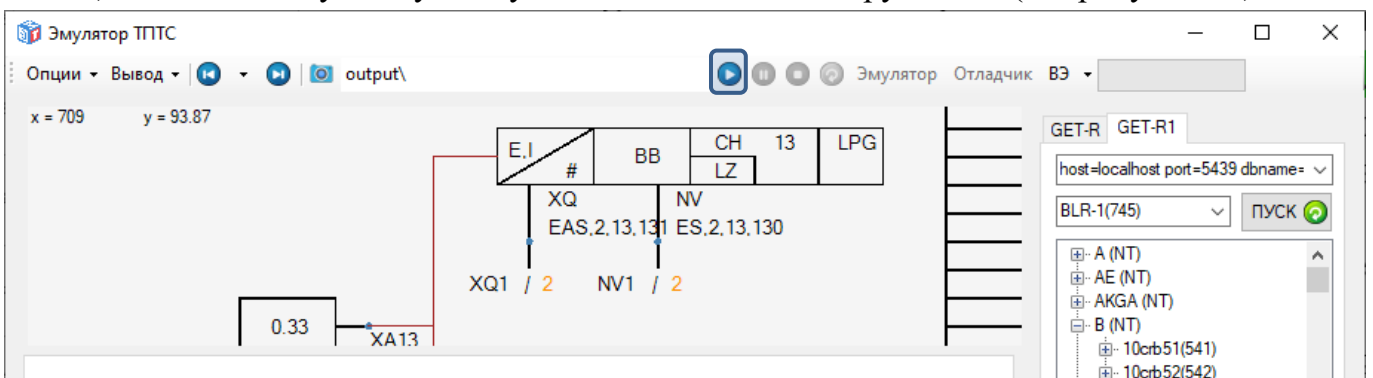 Эмулятор ТПТС
Опции Вывод output\ Эмулятор Отладчик ВЭ
x = 709 y = 93.87
GET-R GET-R1
E,I # BB CH 13 LPG
LZ
host=localhost port=5439 dbname=
XQ NV
BLR-1(745) ПУСК
EAS,2,13,131 ES,2,13,130
A (NT)
AE (NT)
XQ1 / 2 NV1 / 2
AKGA (NT)
0.33
B (NT)
XA13
10crb51(541)
10crb52(542)